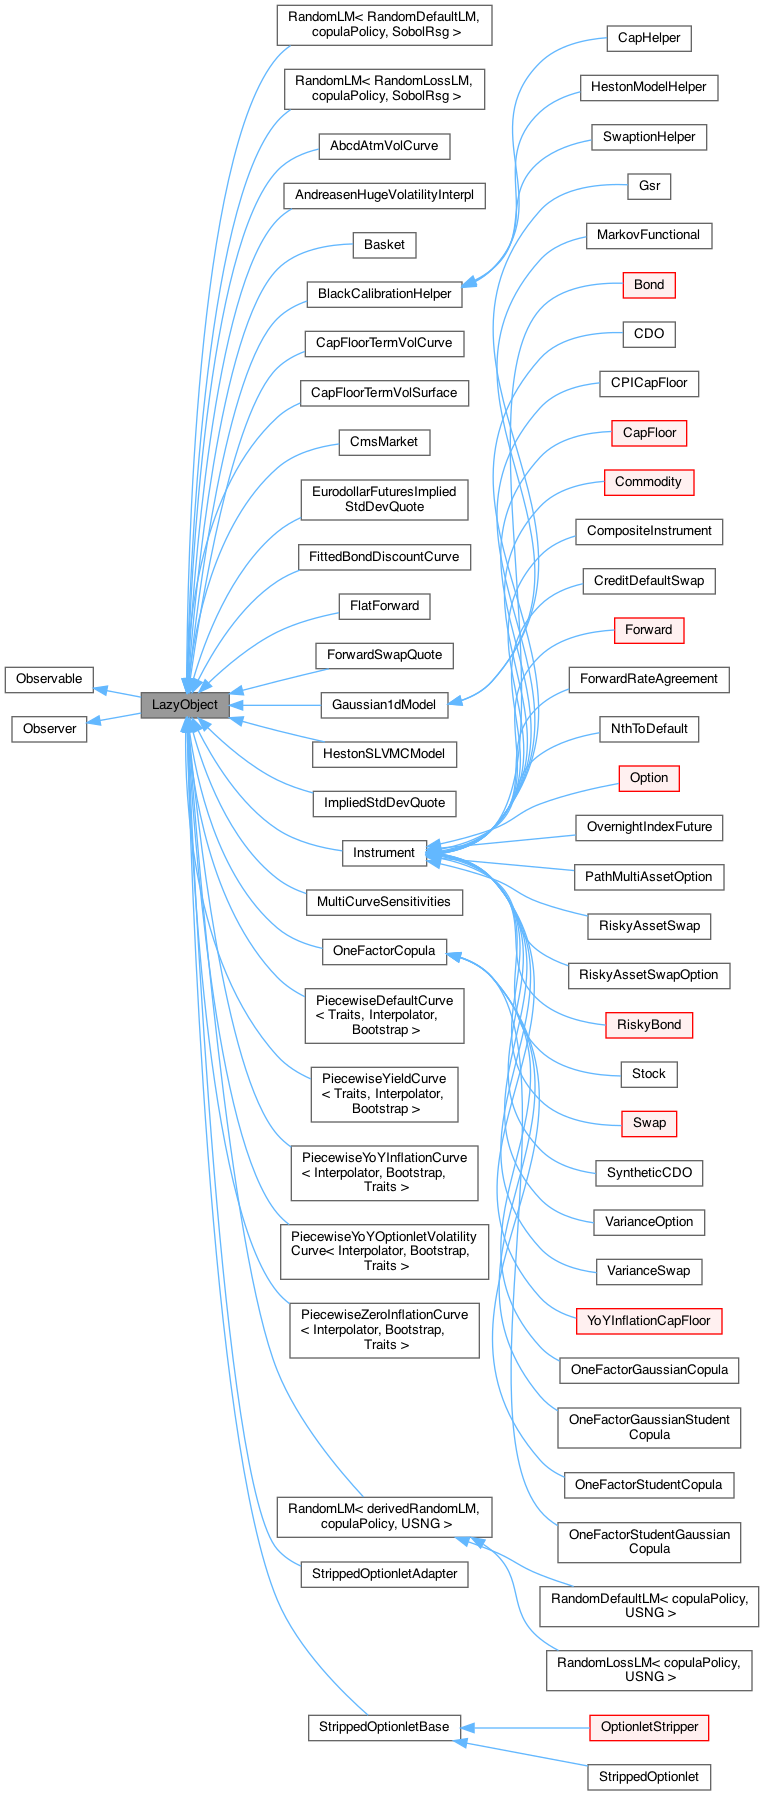 Observable
Observer
LazyObject
RandomLM< RandomDefaultLM,
copulaPolicy, SobolRsg >
RandomLM< RandomLossLM,
copulaPolicy, SobolRsg >
AbcdAtmVolCurve
AndreasenHugeVolatilityInterpl
Basket
BlackCalibrationHelper
CapFloorTermVolCurve
CapFloorTermVolSurface
CmsMarket
EurodollarFuturesImplied
StdDevQuote
FittedBondDiscountCurve
FlatForward
ForwardSwapQuote
Gaussian1dModel
HestonSLVMCModel
ImpliedStdDevQuote
Instrument
MultiCurveSensitivities
OneFactorCopula
PiecewiseDefaultCurve
< Traits, Interpolator,
Bootstrap >
PiecewiseYieldCurve
< Traits, Interpolator,
Bootstrap >
PiecewiseYoYInflationCurve
< Interpolator, Bootstrap,
Traits >
PiecewiseYoYOptionletVolatility
Curve< Interpolator, Bootstrap,
Traits >
PiecewiseZeroInflationCurve
< Interpolator, Bootstrap,
Traits >
RandomLM< derivedRandomLM,
copulaPolicy, USNG >
StrippedOptionletAdapter
StrippedOptionletBase
CapHelper
HestonModelHelper
SwaptionHelper
Gsr
MarkovFunctional
Bond
CDO
CPICapFloor
CapFloor
Commodity
CompositeInstrument
CreditDefaultSwap
Forward
ForwardRateAgreement
NthToDefault
Option
OvernightIndexFuture
PathMultiAssetOption
RiskyAssetSwap
RiskyAssetSwapOption
RiskyBond
Stock
Swap
SyntheticCDO
VarianceOption
VarianceSwap
YoYInflationCapFloor
OneFactorGaussianCopula
OneFactorGaussianStudent
Copula
OneFactorStudentCopula
OneFactorStudentGaussian
Copula
RandomDefaultLM< copulaPolicy,
USNG >
RandomLossLM< copulaPolicy,
USNG >
OptionletStripper
StrippedOptionlet